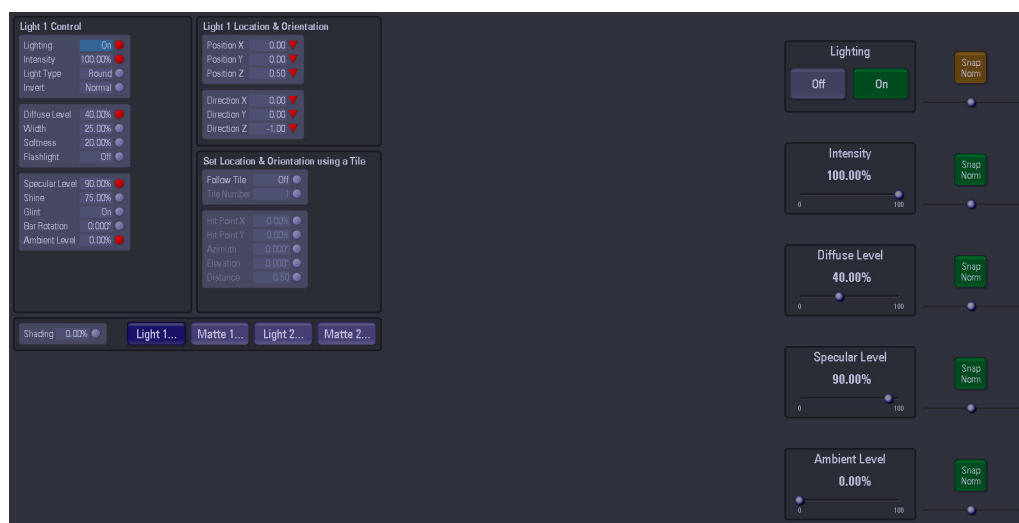 Light 1 Control
Lighting On
Intensity 100.00%
Light Type Round
Invert Normal
Diffuse Level 40.00%
Width 25.00%
Softness 20.00%
Flashlight Off
Specular Level 90.00%
Shine 75.00%
Glint On
Bar Rotation 0.000°
Ambient Level 0.00%
Light 1 Location & Orientation
Position X 0.00
Position Y 0.00
Position Z 0.50
Direction X 0.00
Direction Y 0.00
Direction Z -1.00
Set Location & Orientation using a Tile
Follow Tile Off
Tile Number 1
Hit Point X 0.00%
Hit Point Y 0.00%
Azimuth 0.000°
Elevation 0.000°
Distance 0.50
Shading 0.00%
Light 1...
Matte 1...
Light 2...
Matte 2...
Lighting
Off On
Snap
Norm
Intensity
100.00%
0 100
Snap
Norm
Diffuse Level
40.00%
0 100
Snap
Norm
Specular Level
90.00%
0 100
Snap
Norm
Ambient Level
0.00%
0 100
Snap
Norm